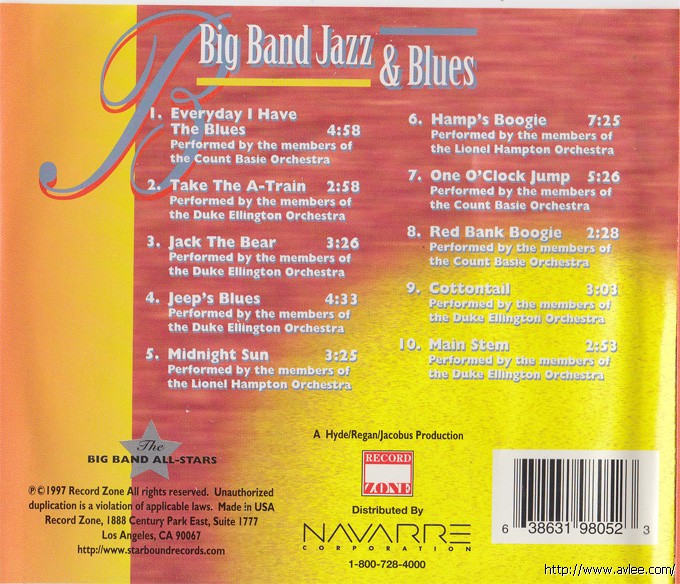 B
Big Band Jazz
& Blues
1. Everyday I Have
The Blues 4:58
Performed by the members of
the Count Basie Orchestra
2. Take The A-Train 2:58
Performed by the members of
the Duke Ellington Orchestra
3. Jack The Bear 3:26
Performed by the members of
the Duke Ellington Orchestra
4. Jeep's Blues 4:33
Performed by the members of
the Duke Ellington Orchestra
5. Midnight Sun 3:25
Performed by the members of
the Lionel Hampton Orchestra
6. Hamp's Boogie 7:25
Performed by the members of
the Lionel Hampton Orchestra
7. One O'Clock Jump 5:26
Performed by the members of
the Count Basie Orchestra
8. Red Bank Boogie 2:28
Performed by the members of
the Count Basie Orchestra
9. Cottontail 3:03
Performed by the members of
the Duke Ellington Orchestra
10. Main Stem 2:53
Performed by the members of
the Duke Ellington Orchestra
The
BIG BAND ALL-STARS
℗©1997 Record Zone All rights reserved. Unauthorized
duplication is a violation of applicable laws. Made in USA
Record Zone, 1888 Century Park East, Suite 1777
Los Angeles, CA 90067
http://www.starboundrecords.com
A Hyde/Regan/Jacobus Production
RECORD
ZONE
Distributed By
NAVARRE
CORPORATION
1-800-728-4000
6 38631 98052 3
http://www.avlee.com/